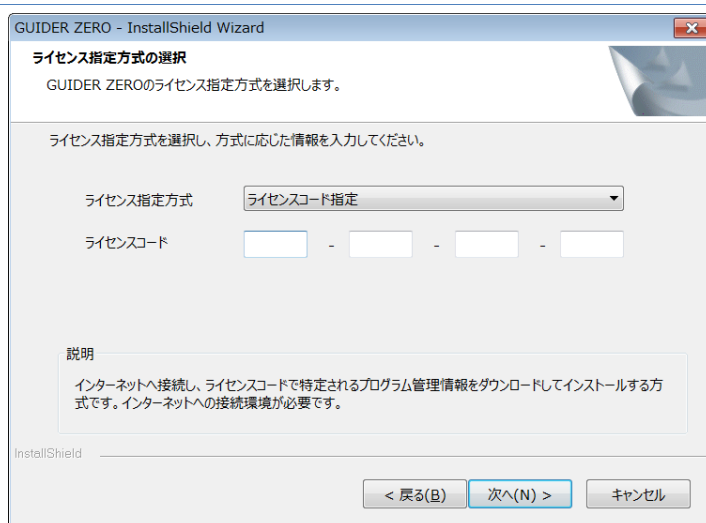 GUIDER ZERO - InstallShield Wizard
ライセンス指定方式の選択
GUIDER ZEROのライセンス指定方式を選択します。
ライセンス指定方式を選択し、方式に応じた情報を入力してください。
ライセンス指定方式 ライセンスコード指定
ライセンスコード - - -
説明
インターネットへ接続し、ライセンスコードで特定されるプログラム管理情報をダウンロードしてインストールする方
式です。インターネットへの接続環境が必要です。
InstallShield
< 戻る(B) 次へ(N) > キャンセル